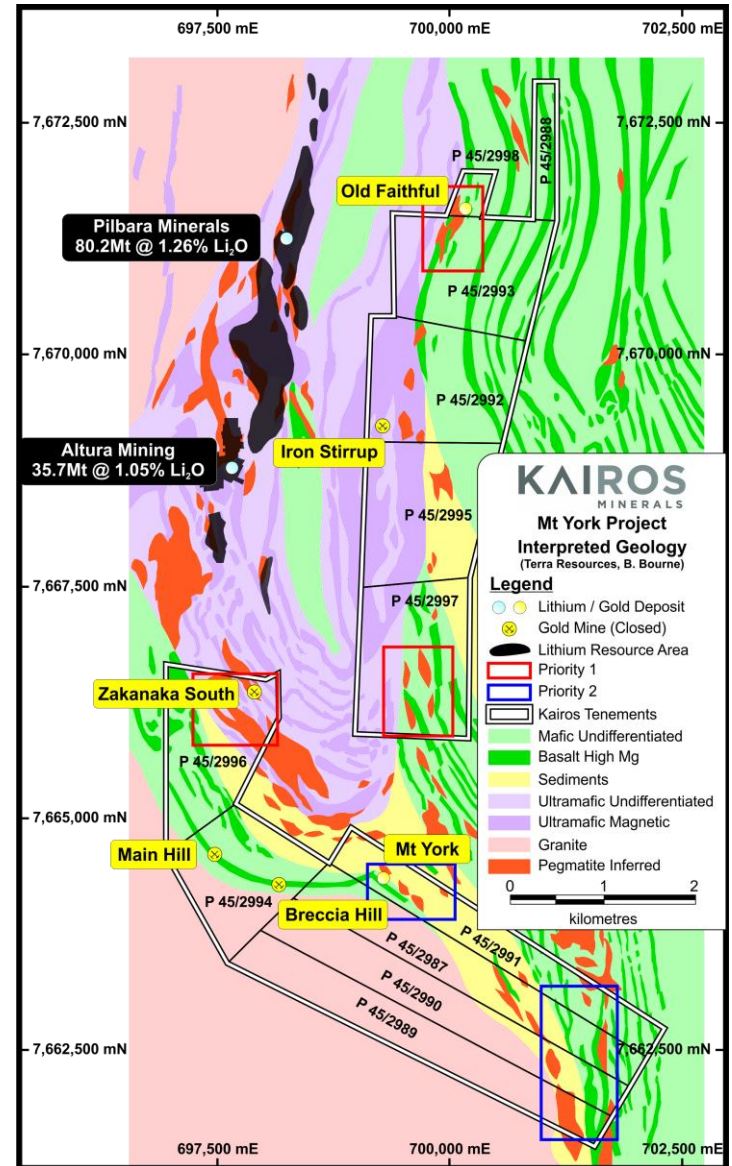 697,500 mE
700,000 mE
702,500 mE
7,672,500 mN
7,672,500 mN
P 45/2988
P 45/2998
Old Faithful
Pilbara Minerals
80.2Mt @ 1.26% Li₂O
P 45/2993
7,670,000 mN
7,670,000 mN
P 45/2992
Iron Stirrup
Altura Mining
35.7Mt @ 1.05% Li₂O
P 45/2995
7,667,500 mN
P 45/2997
KAIROS
MINERALS
Mt York Project
Interpreted Geology
(Terra Resources, B. Bourne)
Legend
Lithium / Gold Deposit
Gold Mine (Closed)
Lithium Resource Area
Priority 1
Priority 2
Kairos Tenements
Mafic Undifferentiated
Basalt High Mg
Sediments
Ultramafic Undifferentiated
Ultramafic Magnetic
Granite
Pegmatite Inferred
0 1 2
kilometres
Zakanaka South
P 45/2996
7,665,000 mN
Main Hill
Mt York
P 45/2994
Breccia Hill
P 45/2991
P 45/2987
P 45/2990
P 45/2989
7,662,500 mN
7,662,500 mN
697,500 mE
700,000 mE
702,500 mE